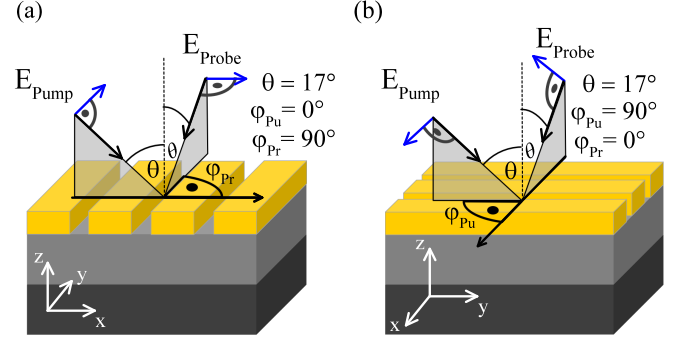 (a)
E_Probe
E_Pump
θ = 17°
φ_Pu = 0°
φ_Pr = 90°
θ
θ
φ_Pr
z
y
x
(b)
E_Probe
E_Pump
θ = 17°
φ_Pu = 90°
φ_Pr = 0°
θ
θ
φ_Pu
z
y
x